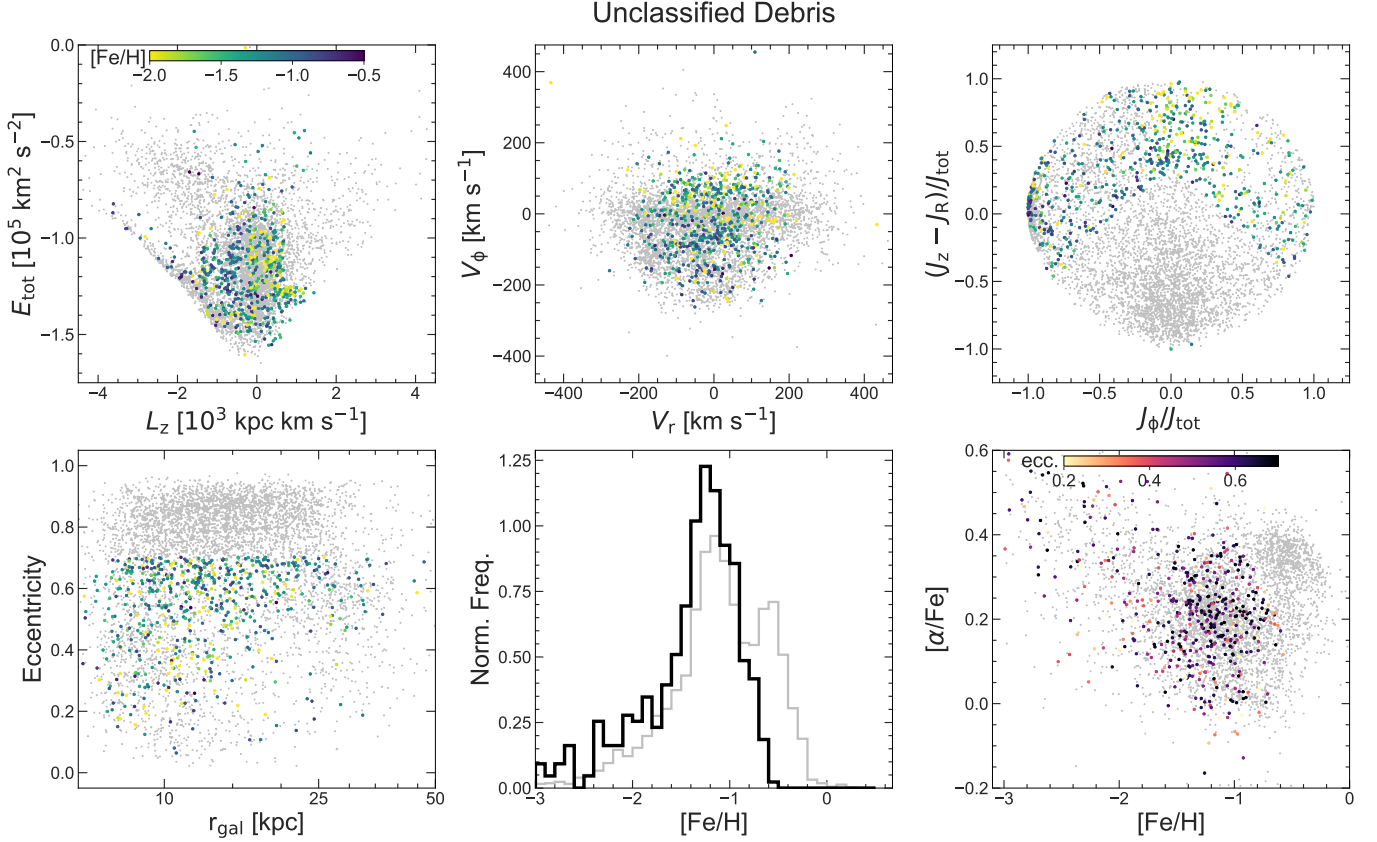 Unclassified Debris
[Fe/H]
−2.0 −1.5 −1.0 −0.5
0.0
−0.5
−1.0
−1.5
E_tot [10^5 km^2 s^−2]
−4 −2 0 2 4
L_z [10^3 kpc km s^−1]
400
200
0
−200
−400
V_ϕ [km s^−1]
−400 −200 0 200 400
V_r [km s^−1]
1.0
0.5
0.0
−0.5
−1.0
(J_z − J_R)/J_tot
−1.0 −0.5 0.0 0.5 1.0
J_ϕ/J_tot
1.0
0.8
0.6
0.4
0.2
0.0
Eccentricity
10 25 50
r_gal [kpc]
1.25
1.00
0.75
0.50
0.25
0.00
Norm. Freq.
−3 −2 −1 0
[Fe/H]
ecc.
0.2 0.4 0.6
0.6
0.4
0.2
0.0
−0.2
[α/Fe]
−3 −2 −1 0
[Fe/H]